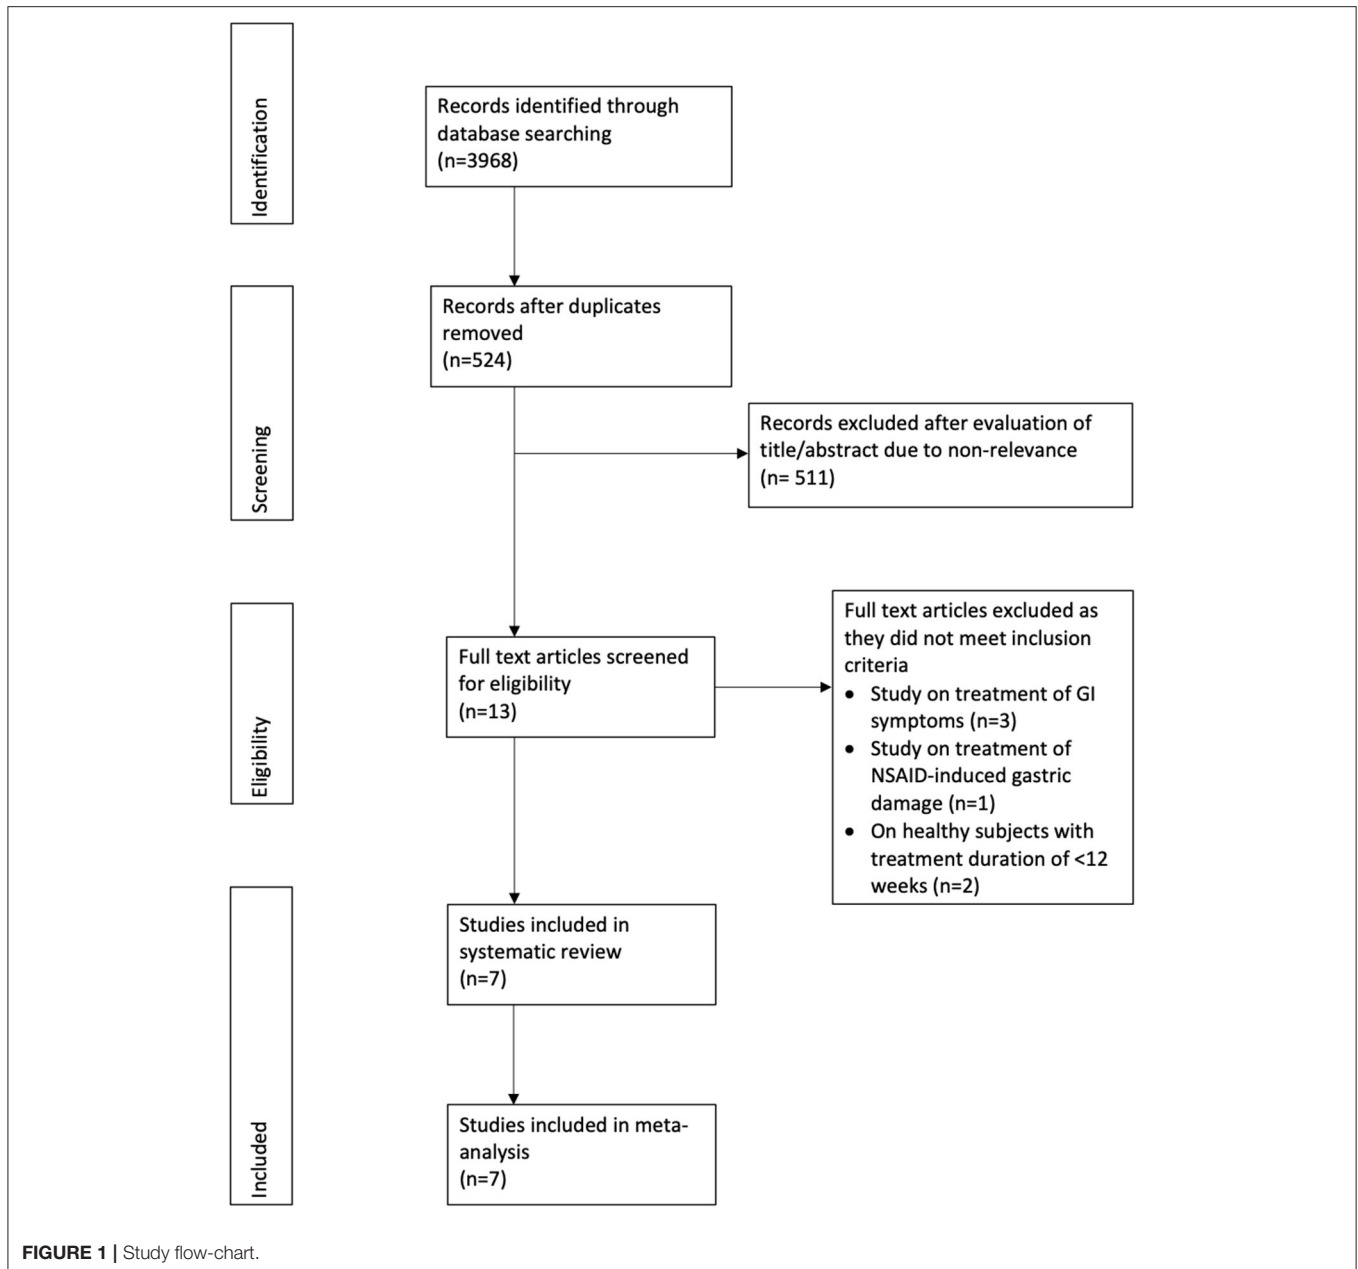 Identification
Records identified through
database searching
(n=3968)
Screening
Records after duplicates
removed
(n=524)
Records excluded after evaluation of
title/abstract due to non-relevance
(n= 511)
Eligibility
Full text articles screened
for eligibility
(n=13)
Full text articles excluded as
they did not meet inclusion
criteria
• Study on treatment of GI
symptoms (n=3)
• Study on treatment of
NSAID-induced gastric
damage (n=1)
• On healthy subjects with
treatment duration of <12
weeks (n=2)
Included
Studies included in
systematic review
(n=7)
Studies included in meta-
analysis
(n=7)
FIGURE 1 | Study flow-chart.